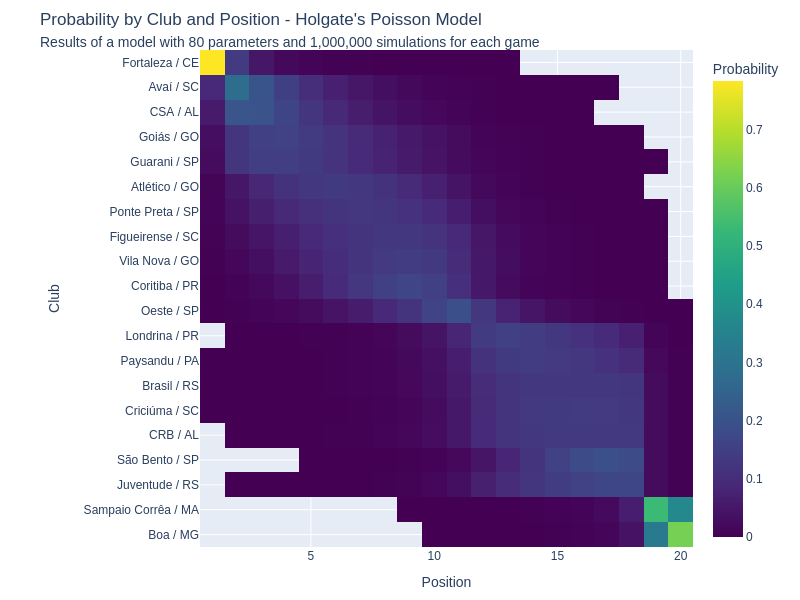 Probability by Club and Position - Holgate's Poisson Model
Results of a model with 80 parameters and 1,000,000 simulations for each game
Probability
Fortaleza / CE
Avaí / SC
CSA / AL
Goiás / GO
Guarani / SP
Atlético / GO
Ponte Preta / SP
Figueirense / SC
Vila Nova / GO
Coritiba / PR
Oeste / SP
Londrina / PR
Paysandu / PA
Brasil / RS
Criciúma / SC
CRB / AL
São Bento / SP
Juventude / RS
Sampaio Corrêa / MA
Boa / MG
Club
5
10
15
20
Position
0.7
0.6
0.5
0.4
0.3
0.2
0.1
0